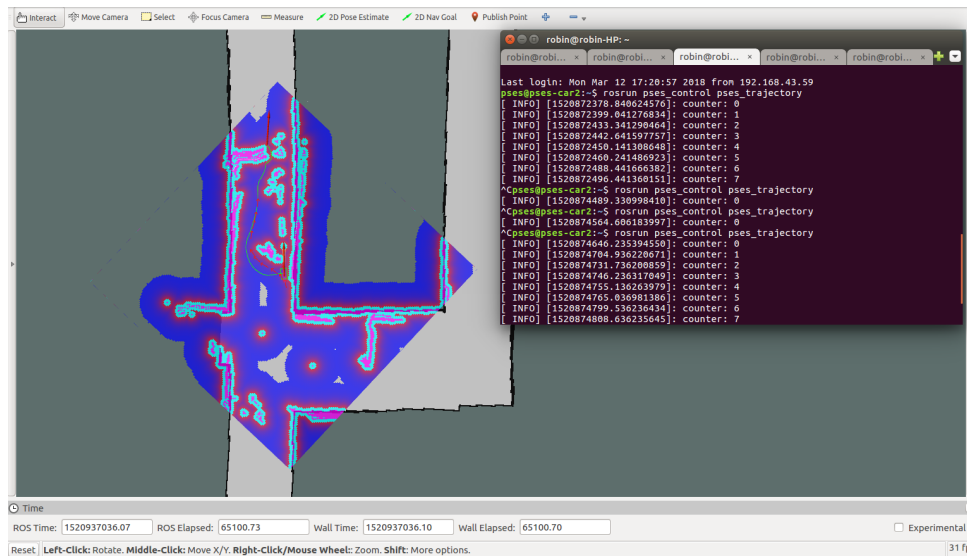 Interact Move Camera Select Focus Camera Measure 2D Pose Estimate 2D Nav Goal Publish Point
robin@robin-HP: ~
robin@robi... × robin@robi... × robin@robi... × robin@robi... × robin@robi... ×
Last login: Mon Mar 12 17:20:57 2018 from 192.168.43.59
pses@pses-car2:~$ rosrun pses_control pses_trajectory
[ INFO] [1520872378.840624576]: counter: 0
[ INFO] [1520872399.041276834]: counter: 1
[ INFO] [1520872433.341290464]: counter: 2
[ INFO] [1520872442.641597757]: counter: 3
[ INFO] [1520872450.141308648]: counter: 4
[ INFO] [1520872460.241486923]: counter: 5
[ INFO] [1520872488.441666382]: counter: 6
[ INFO] [1520872496.441360151]: counter: 7
^Cpses@pses-car2:~$ rosrun pses_control pses_trajectory
[ INFO] [1520874489.330998410]: counter: 0
^Cpses@pses-car2:~$ rosrun pses_control pses_trajectory
[ INFO] [1520874564.606183997]: counter: 0
^Cpses@pses-car2:~$ rosrun pses_control pses_trajectory
[ INFO] [1520874646.235394550]: counter: 0
[ INFO] [1520874704.936220671]: counter: 1
[ INFO] [1520874731.736200859]: counter: 2
[ INFO] [1520874746.236317049]: counter: 3
[ INFO] [1520874755.136263979]: counter: 4
[ INFO] [1520874765.036981386]: counter: 5
[ INFO] [1520874799.536236434]: counter: 6
[ INFO] [1520874808.636235645]: counter: 7
Time
ROS Time: 1520937036.07 ROS Elapsed: 65100.73 Wall Time: 1520937036.10 Wall Elapsed: 65100.70 Experimental
Reset Left-Click: Rotate. Middle-Click: Move X/Y. Right-Click/Mouse Wheel:: Zoom. Shift: More options. 31 f